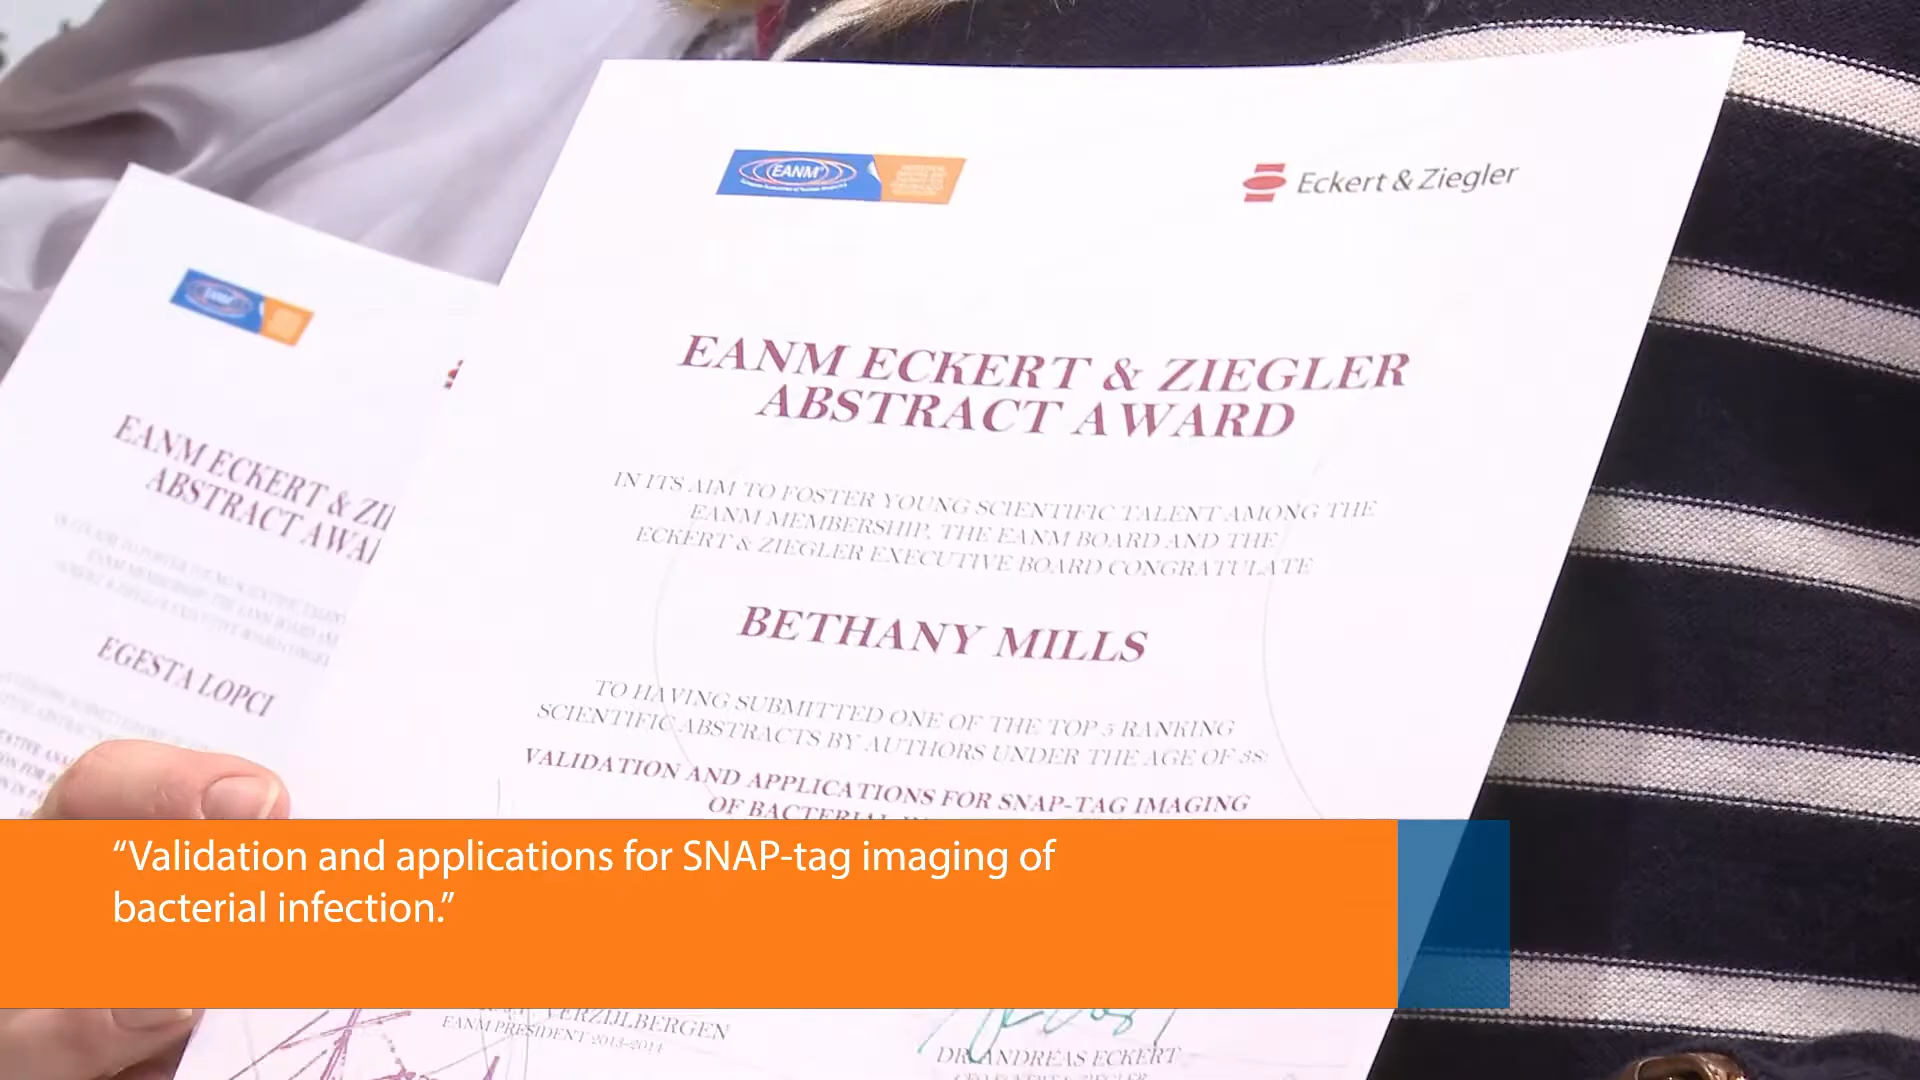 EANM
Eckert & Ziegler
EANM ECKERT & ZIEGLER
ABSTRACT AWARD
IN ITS AIM TO FOSTER YOUNG SCIENTIFIC TALENT AMONG THE
EANM MEMBERSHIP, THE EANM BOARD AND THE
ECKERT & ZIEGLER EXECUTIVE BOARD CONGRATULATE
BETHANY MILLS
TO HAVING SUBMITTED ONE OF THE TOP 5 RANKING
SCIENTIFIC ABSTRACTS BY AUTHORS UNDER THE AGE OF 38:
VALIDATION AND APPLICATIONS FOR SNAP-TAG IMAGING
OF BACTERIAL
VERZIJLBERGEN
EANM PRESIDENT 2013-2014
DR. ANDREAS ECKERT
EANM
EANM ECKERT & ZI
ABSTRACT AWA
EGESTA LOPCI
“Validation and applications for SNAP-tag imaging of
bacterial infection.”